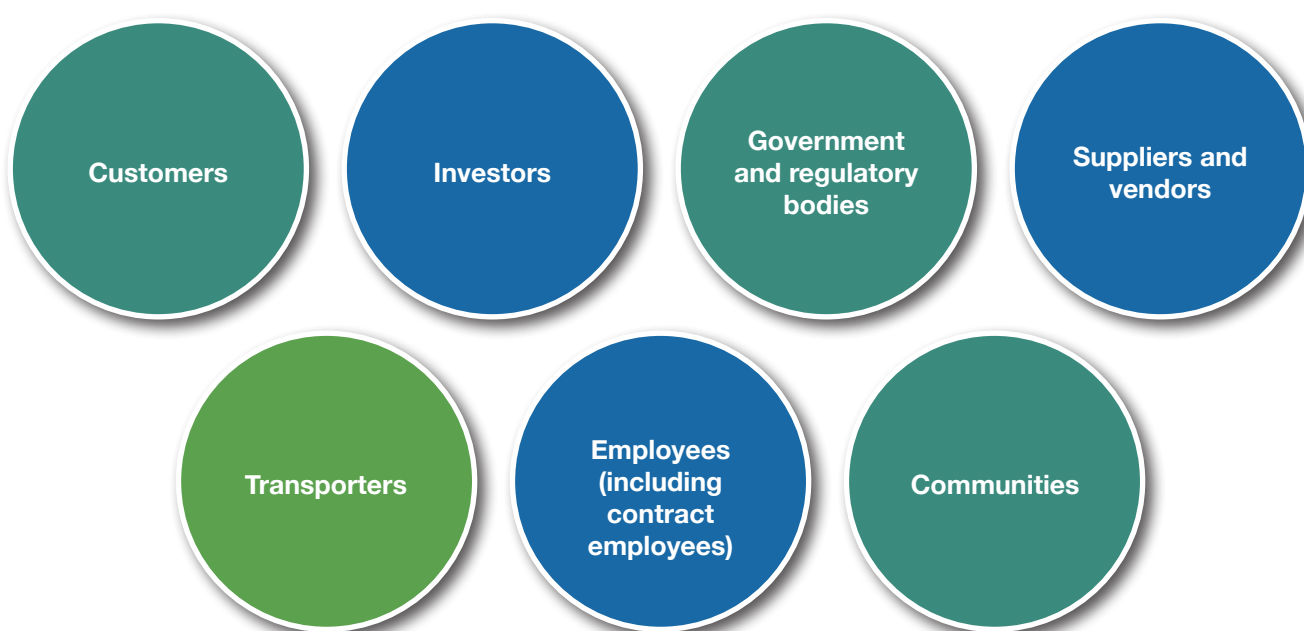 Customers
Investors
Government
and regulatory
bodies
Suppliers and
vendors
Transporters
Employees
(including
contract
employees)
Communities